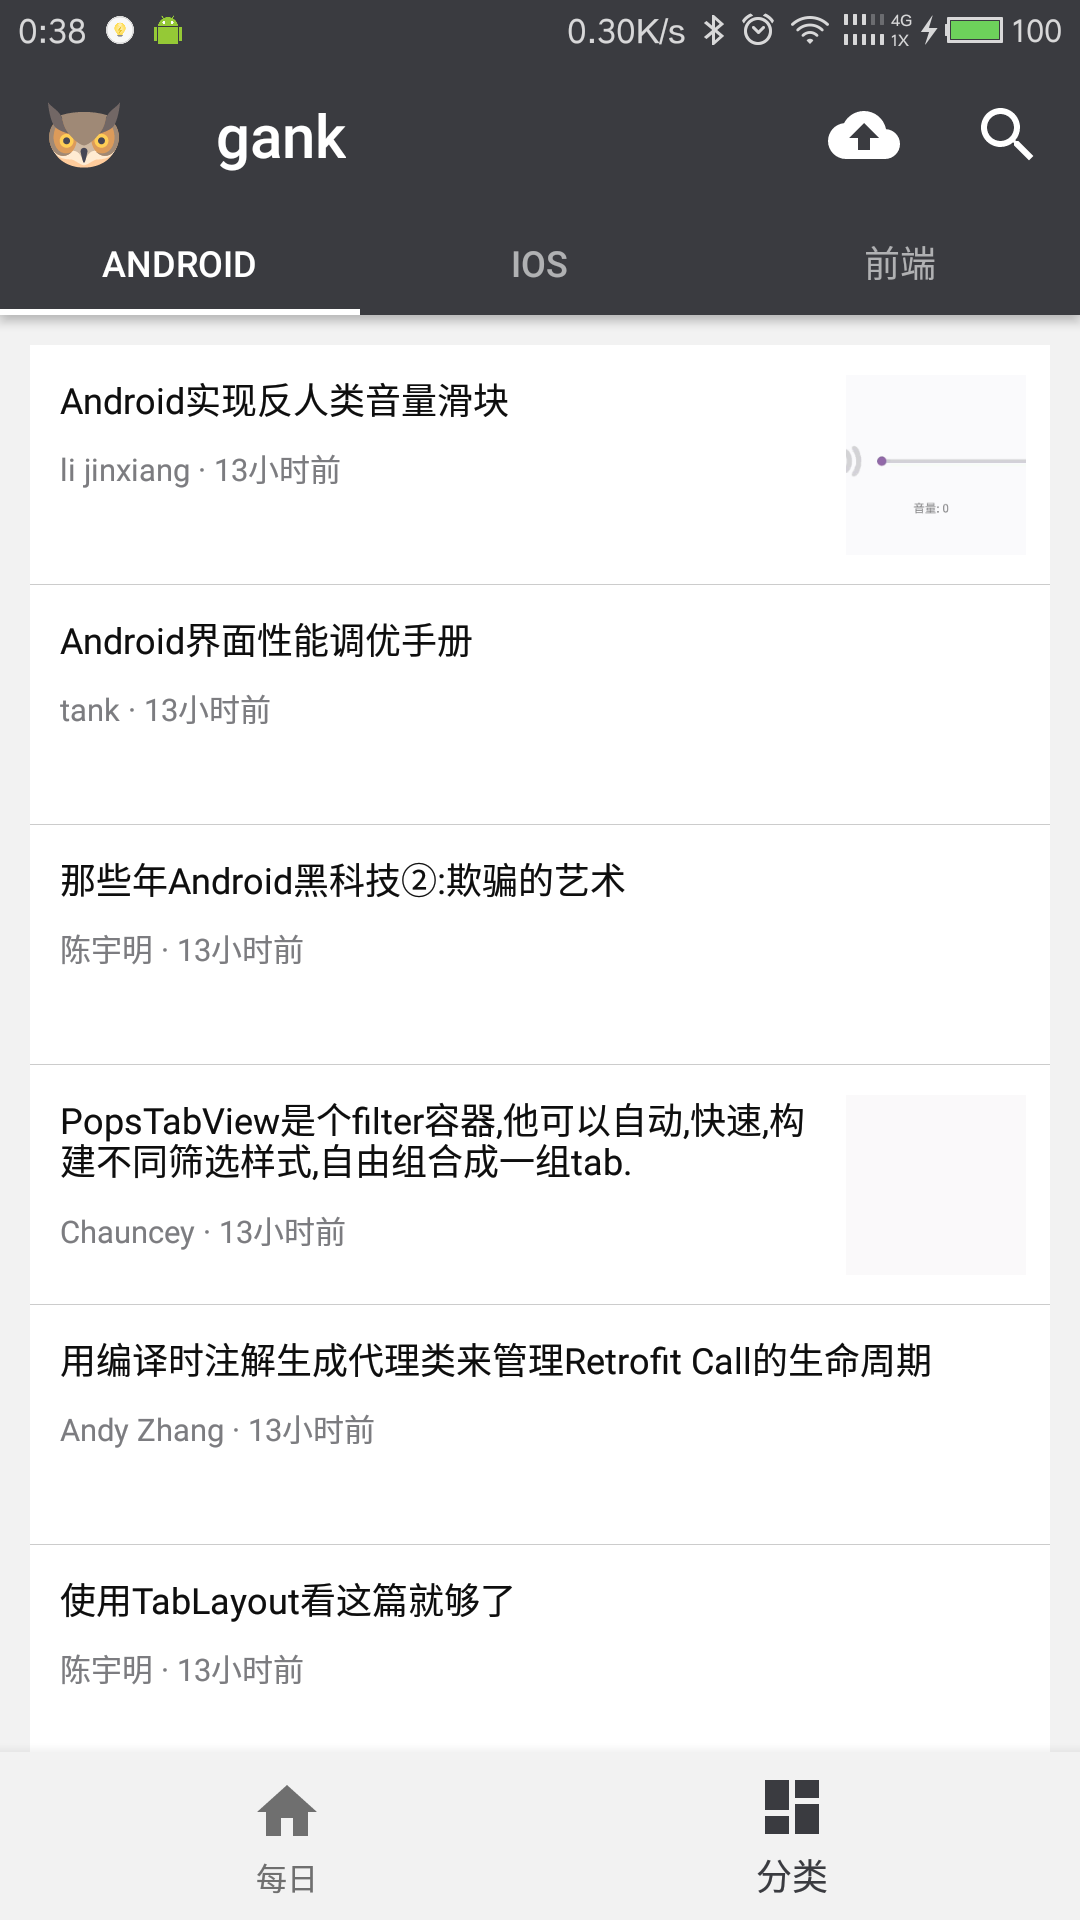 0:38 0.30K/s 4G 1X 100
gank
ANDROID IOS 前端
Android实现反人类音量滑块
li jinxiang · 13小时前
音量: 0
Android界面性能调优手册
tank · 13小时前
那些年Android黑科技②:欺骗的艺术
陈宇明 · 13小时前
PopsTabView是个filter容器,他可以自动,快速,构
建不同筛选样式,自由组合成一组tab.
Chauncey · 13小时前
用编译时注解生成代理类来管理Retrofit Call的生命周期
Andy Zhang · 13小时前
使用TabLayout看这篇就够了
陈宇明 · 13小时前
每日 分类